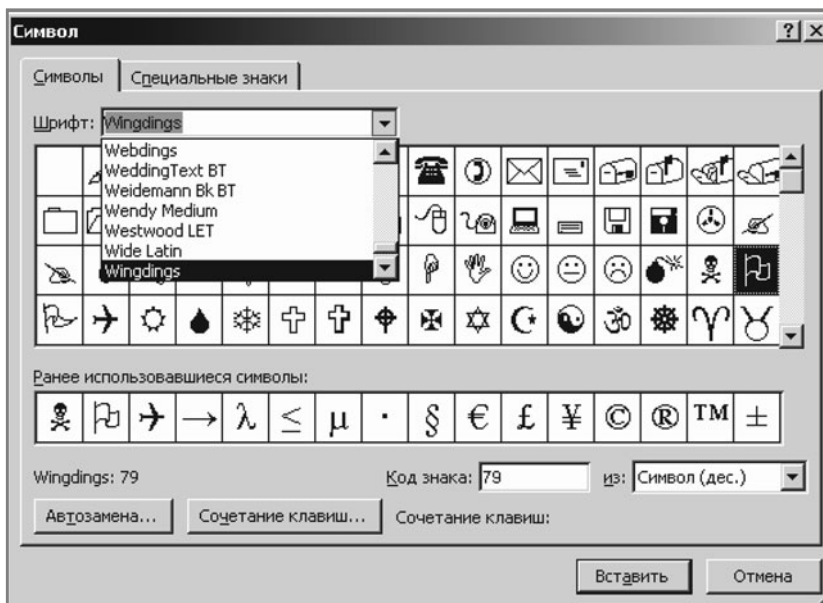 Символ
Символы Специальные знаки
Шрифт: Wingdings
Webdings
WeddingText BT
Weidemann Bk BT
Wendy Medium
Westwood LET
Wide Latin
Wingdings
Ранее использовавшиеся символы:
→ λ ≤ μ · § € £ ¥ © ® ™ ±
Wingdings: 79 Код знака: 79 из: Символ (дес.)
Автозамена... Сочетание клавиш... Сочетание клавиш:
Вставить Отмена